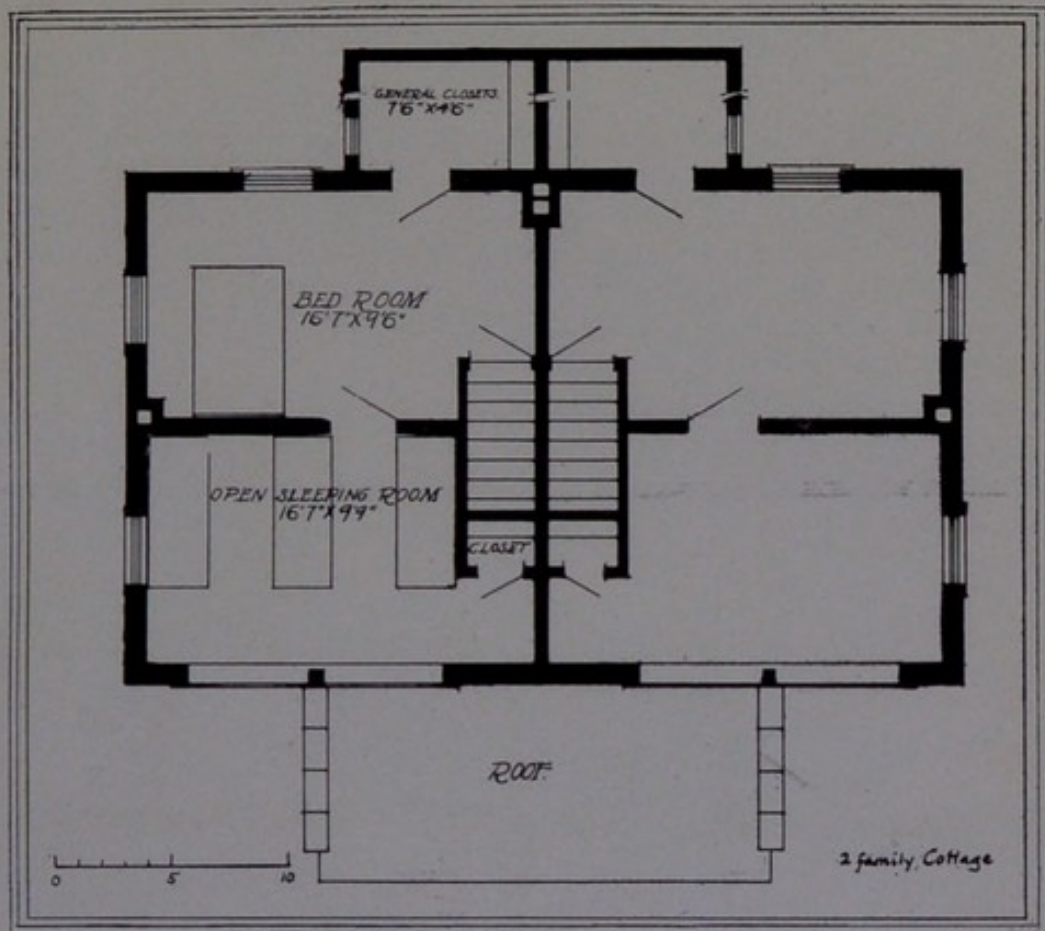 GENERAL CLOSETS.
7'6" X 4'6"
BED ROOM
16'7" X 9'6"
OPEN SLEEPING ROOM
16'7" X 9'9"
CLOSET
ROOF.
0 5 10
2 family, Cottage